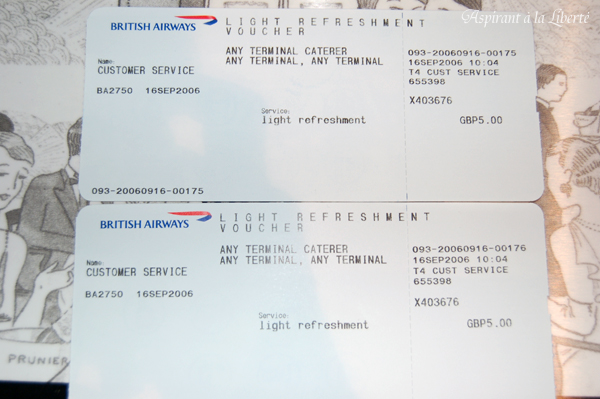 Aspirant à la Liberté
BRITISH AIRWAYS
LIGHT REFRESHMENT
VOUCHER
ANY TERMINAL CATERER
ANY TERMINAL, ANY TERMINAL
Name:
CUSTOMER SERVICE
BA2750 16SEP2006
Service:
light refreshment
093-20060916-00175
093-20060916-00175
16SEP2006 10:04
T4 CUST SERVICE
655398
X403676
GBP5.00
BRITISH AIRWAYS
LIGHT REFRESHMENT
VOUCHER
ANY TERMINAL CATERER
ANY TERMINAL, ANY TERMINAL
Name:
CUSTOMER SERVICE
BA2750 16SEP2006
Service:
light refreshment
093-20060916-00176
16SEP2006 10:04
T4 CUST SERVICE
655398
X403676
GBP5.00
PRUNIER